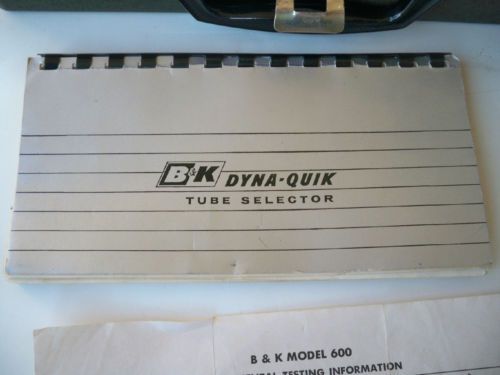 B&K DYNA-QUIK
TUBE SELECTOR
B & K MODEL 600
TESTING INFORMATION